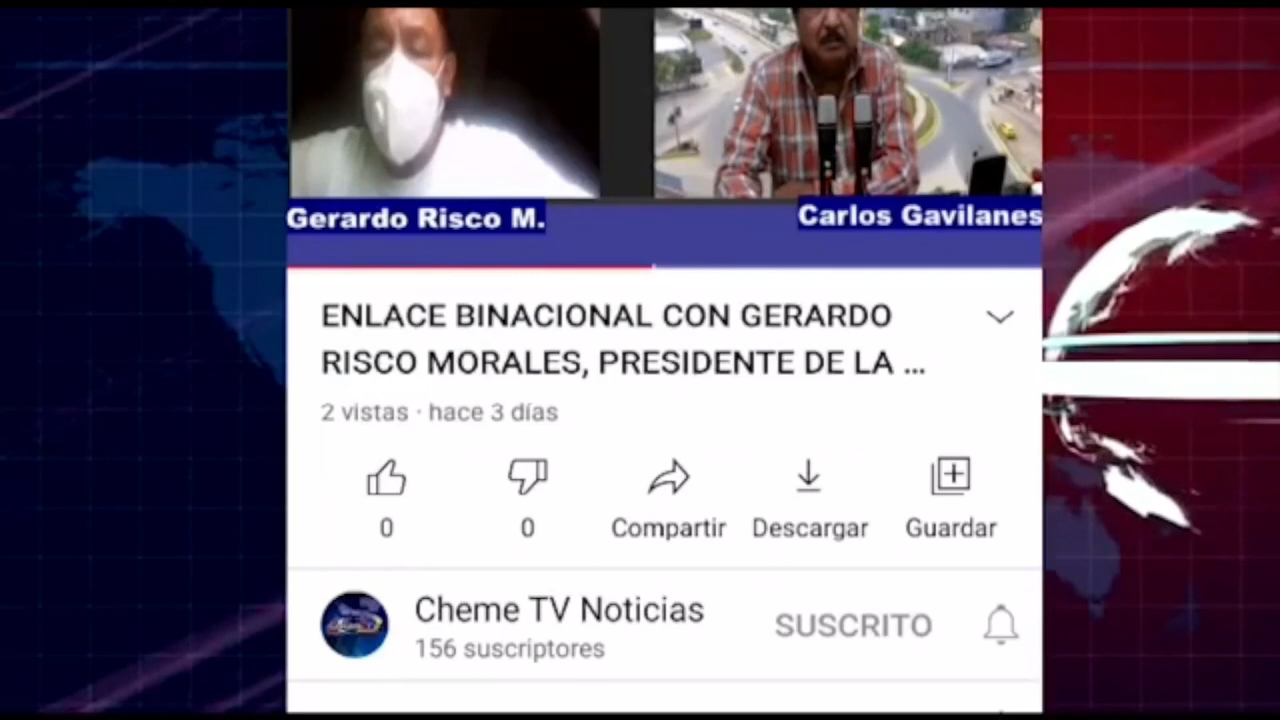 Gerardo Risco M.
Carlos Gavilanes
ENLACE BINACIONAL CON GERARDO
RISCO MORALES, PRESIDENTE DE LA ...
2 vistas · hace 3 días
0
0
Compartir
Descargar
Guardar
Cheme TV Noticias
SUSCRITO
156 suscriptores